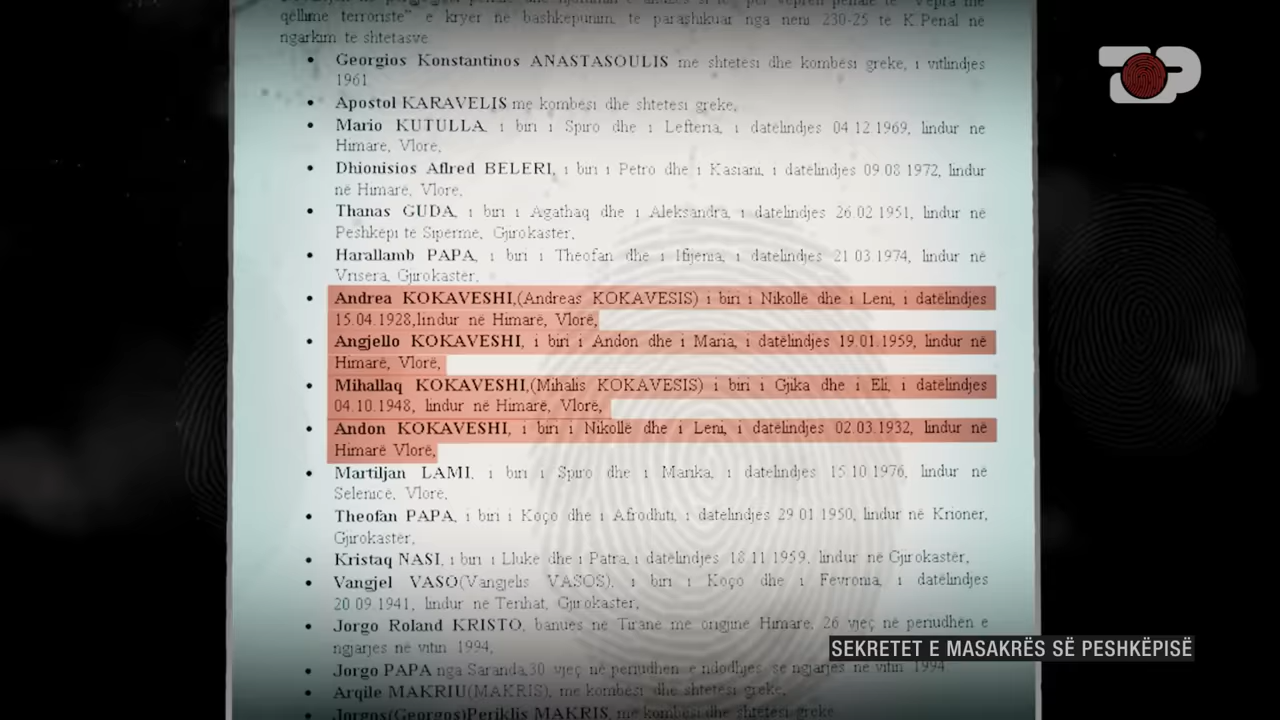 qëllime terroriste" e kryer në bashkëpunim, të parashikuar nga neni 230-25 të K.Penal në
ngarkim të shtetasve
• Georgios Konstantinos ANASTASOULIS me shtetësi dhe kombësi greke, i vitlindjes
1961
• Apostol KARAVELIS me kombësi dhe shtetësi greke,
• Mario KUTULLA, i biri i Spiro dhe i Lefteria, i datëlindjes 04.12.1969, lindur në
Himarë, Vlorë,
• Dhionisios Alfred BELERI, i biri i Petro dhe i Kasiani, i datëlindjes 09.08.1972, lindur
në Himarë, Vlorë,
• Thanas GUDA, i biri i Agathaq dhe i Aleksandra, i datëlindjes 26.02.1951, lindur në
Peshkëpi të Sipërme, Gjirokastër,
• Harallamb PAPA, i biri i Theofan dhe i Ifijenia, i datëlindjes 21.03.1974, lindur në
Vrisera, Gjirokastër,
• Andrea KOKAVESHI,(Andreas KOKAVESIS) i biri i Nikollë dhe i Leni, i datëlindjes
15.04.1928,lindur në Himarë, Vlorë,
• Angjello KOKAVESHI, i biri i Andon dhe i Maria, i datëlindjes 19.01.1959, lindur në
Himarë, Vlorë,
• Mihallaq KOKAVESHI,(Mihalis KOKAVESIS) i biri i Gjika dhe i Eli, i datëlindjes
04.10.1948, lindur në Himarë, Vlorë,
• Andon KOKAVESHI, i biri i Nikollë dhe i Leni, i datëlindjes 02.03.1932, lindur në
Himarë Vlorë,
• Martiljan LAMI, i biri i Spiro dhe i Marika, i datëlindjes 15.10.1976, lindur në
Selenicë, Vlorë,
• Theofan PAPA, i biri i Koço dhe i Afrodhiti, i datëlindjes 29.01.1950, lindur në Krioner,
Gjirokastër,
• Kristaq NASI, i biri i Llukë dhe i Patra, i datëlindjes 18.11.1959, lindur në Gjirokastër,
• Vangjel VASO(Vangjelis VASOS), i biri i Koço dhe i Fevronia, i datëlindjes
20.09.1941, lindur në Terihat, Gjirokastër,
• Jorgo Roland KRISTO, banues në Tiranë me origjinë Himarë, 26 vjeç në periudhën e
ngjarjes në vitin 1994,
• Jorgo PAPA nga Saranda,30 vjeç në periudhën e ndodhjes së ngjarjes në vitin 1994
• Arqile MAKRIU(MAKRIS), me kombësi dhe shtetësi greke,
• Jorgos(Georgos)Periklis MAKRIS, me kombësi dhe shtetësi greke
SEKRETET E MASAKRËS SË PESHKËPISË